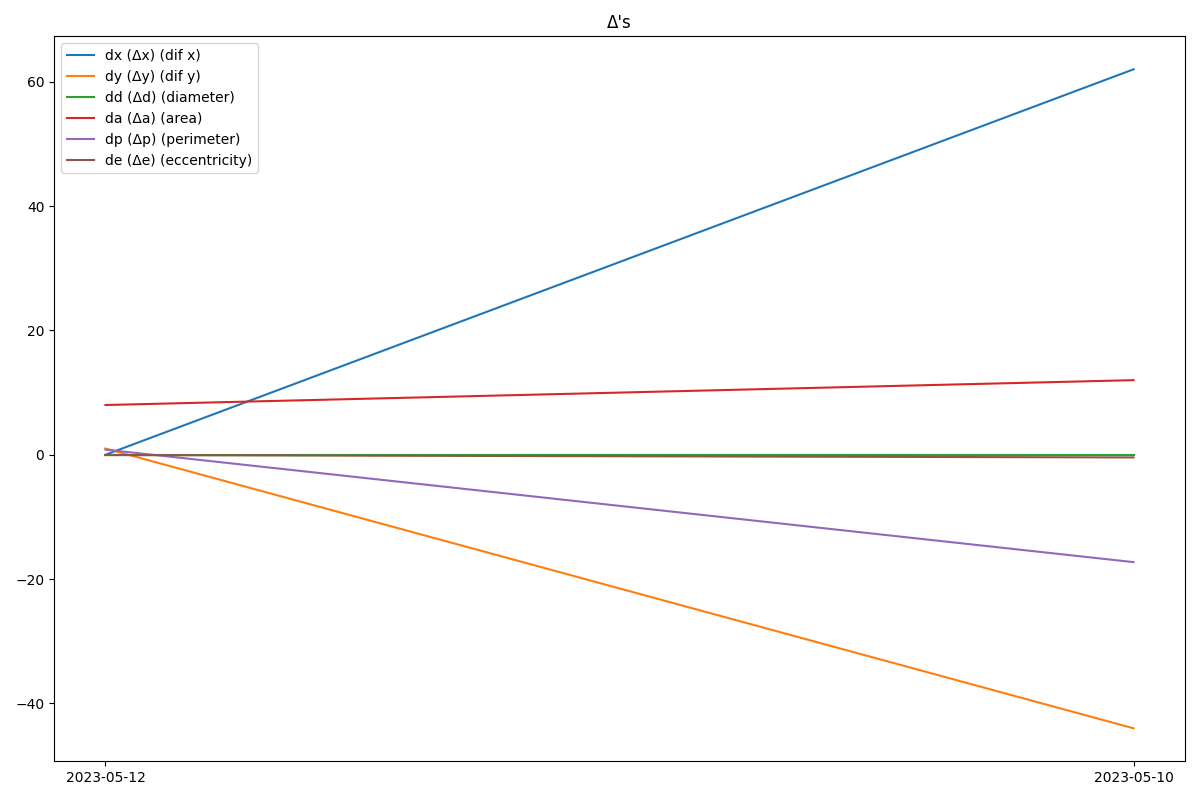 Δ's
dx (Δx) (dif x)
dy (Δy) (dif y)
dd (Δd) (diameter)
da (Δa) (area)
dp (Δp) (perimeter)
de (Δe) (eccentricity)
60
40
20
0
−20
−40
2023-05-12
2023-05-10